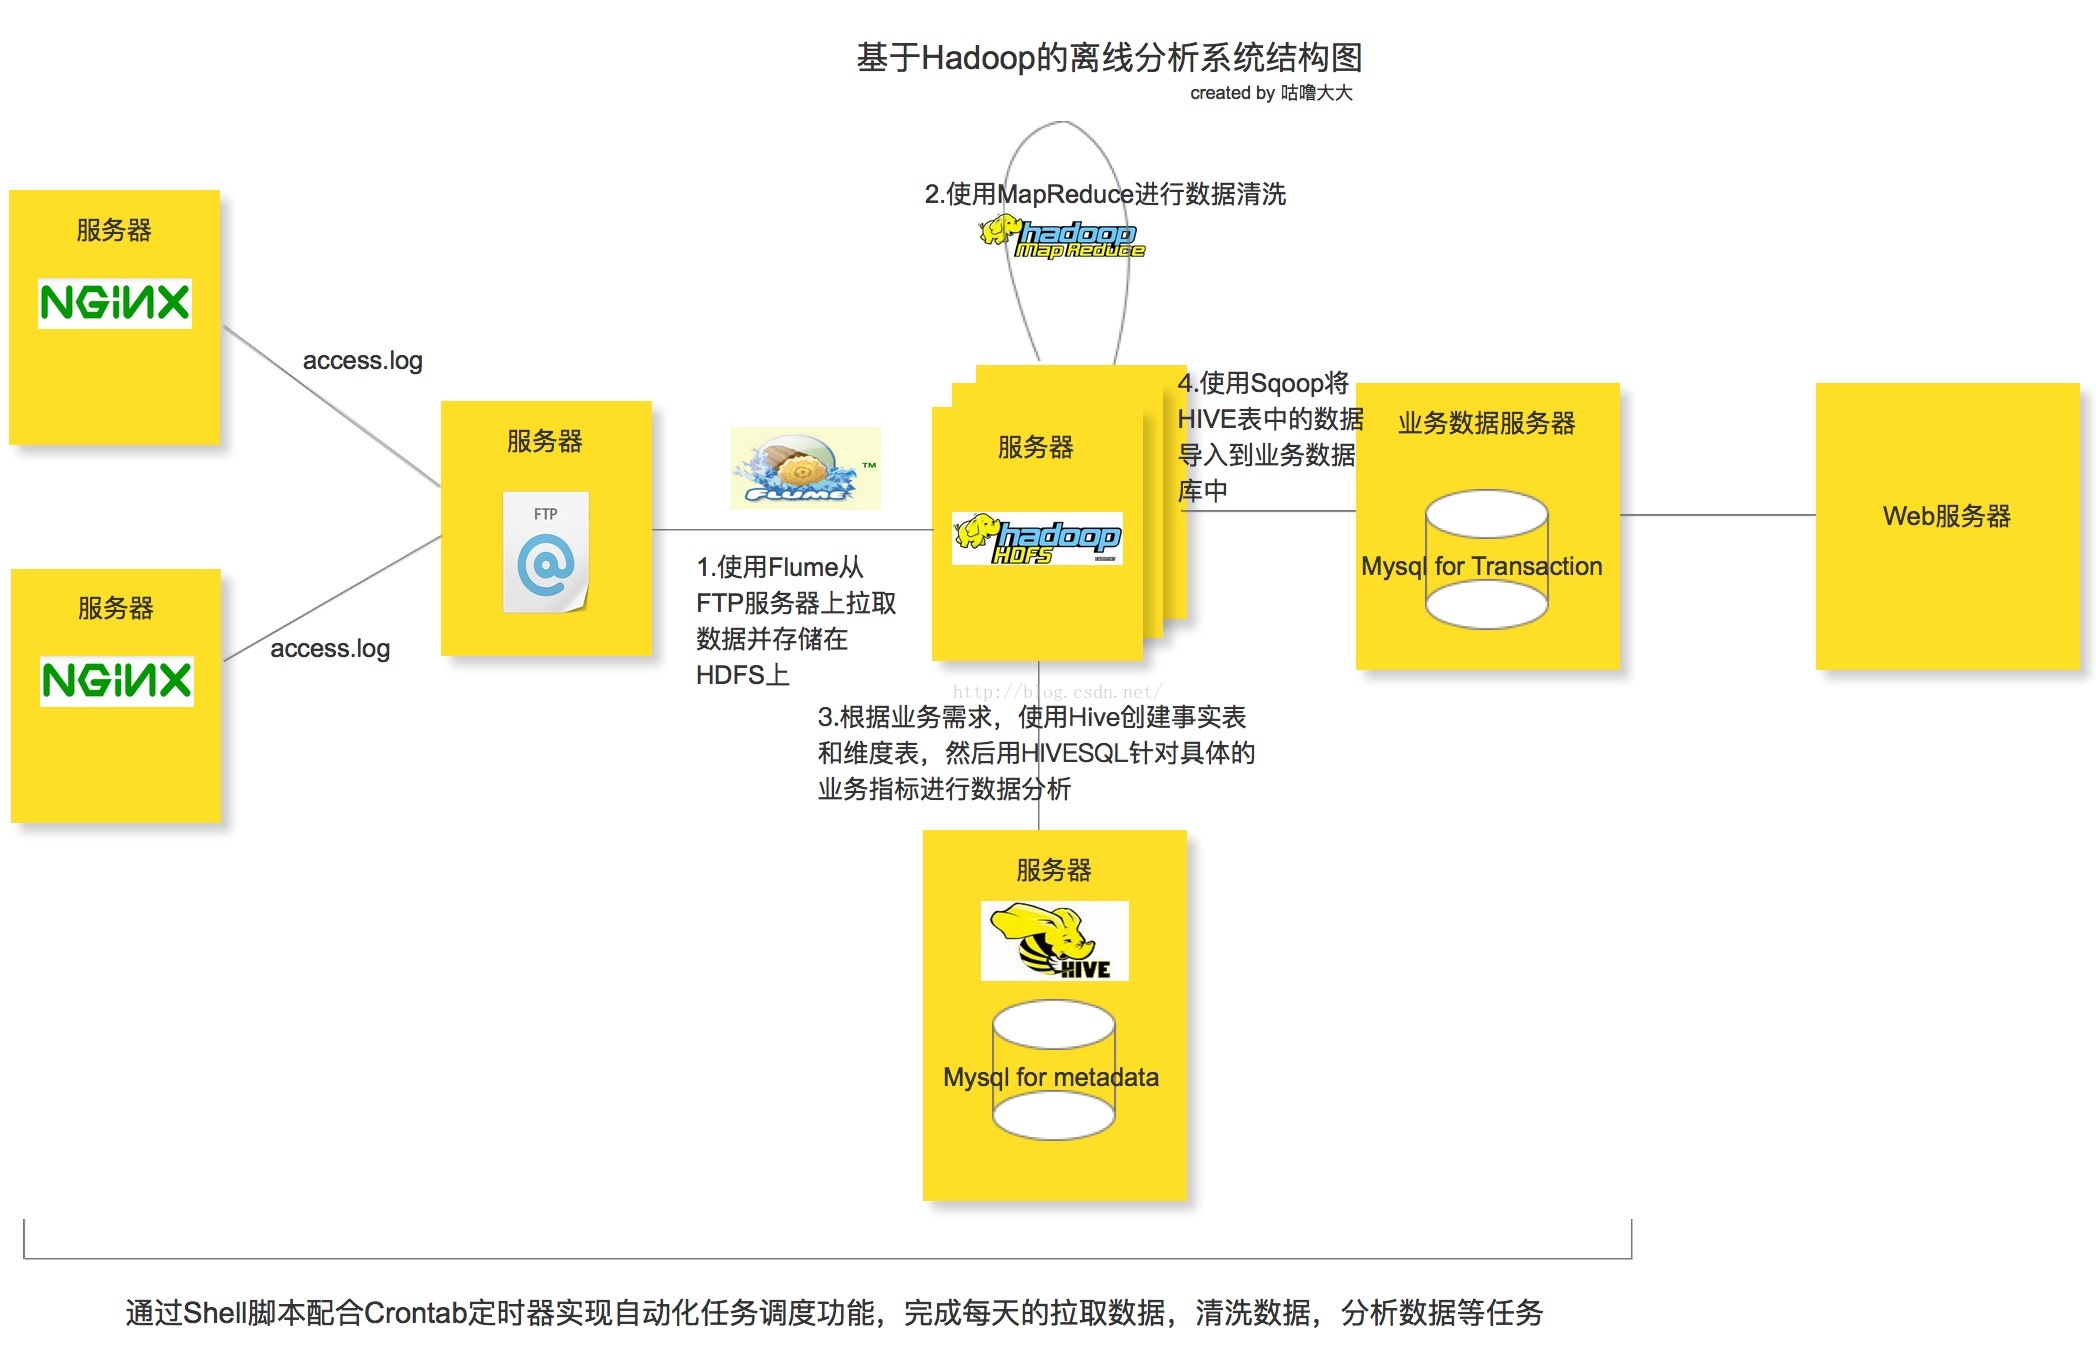 基于Hadoop的离线分析系统结构图
created by 咕噜大大
2.使用MapReduce进行数据清洗
hadoop
Map Reduce
服务器
NGINX
access.log
服务器
FTP
服务器
NGINX
access.log
FLUME
TM
1.使用Flume从
FTP服务器上拉取
数据并存储在
HDFS上
服务器
hadoop
HDFS
4.使用Sqoop将
HIVE表中的数据
导入到业务数据
库中
业务数据服务器
Mysql for Transaction
Web服务器
http://blog.csdn.net/
3.根据业务需求，使用Hive创建事实表
和维度表，然后用HIVESQL针对具体的
业务指标进行数据分析
服务器
HIVE
Mysql for metadata
通过Shell脚本配合Crontab定时器实现自动化任务调度功能，完成每天的拉取数据，清洗数据，分析数据等任务